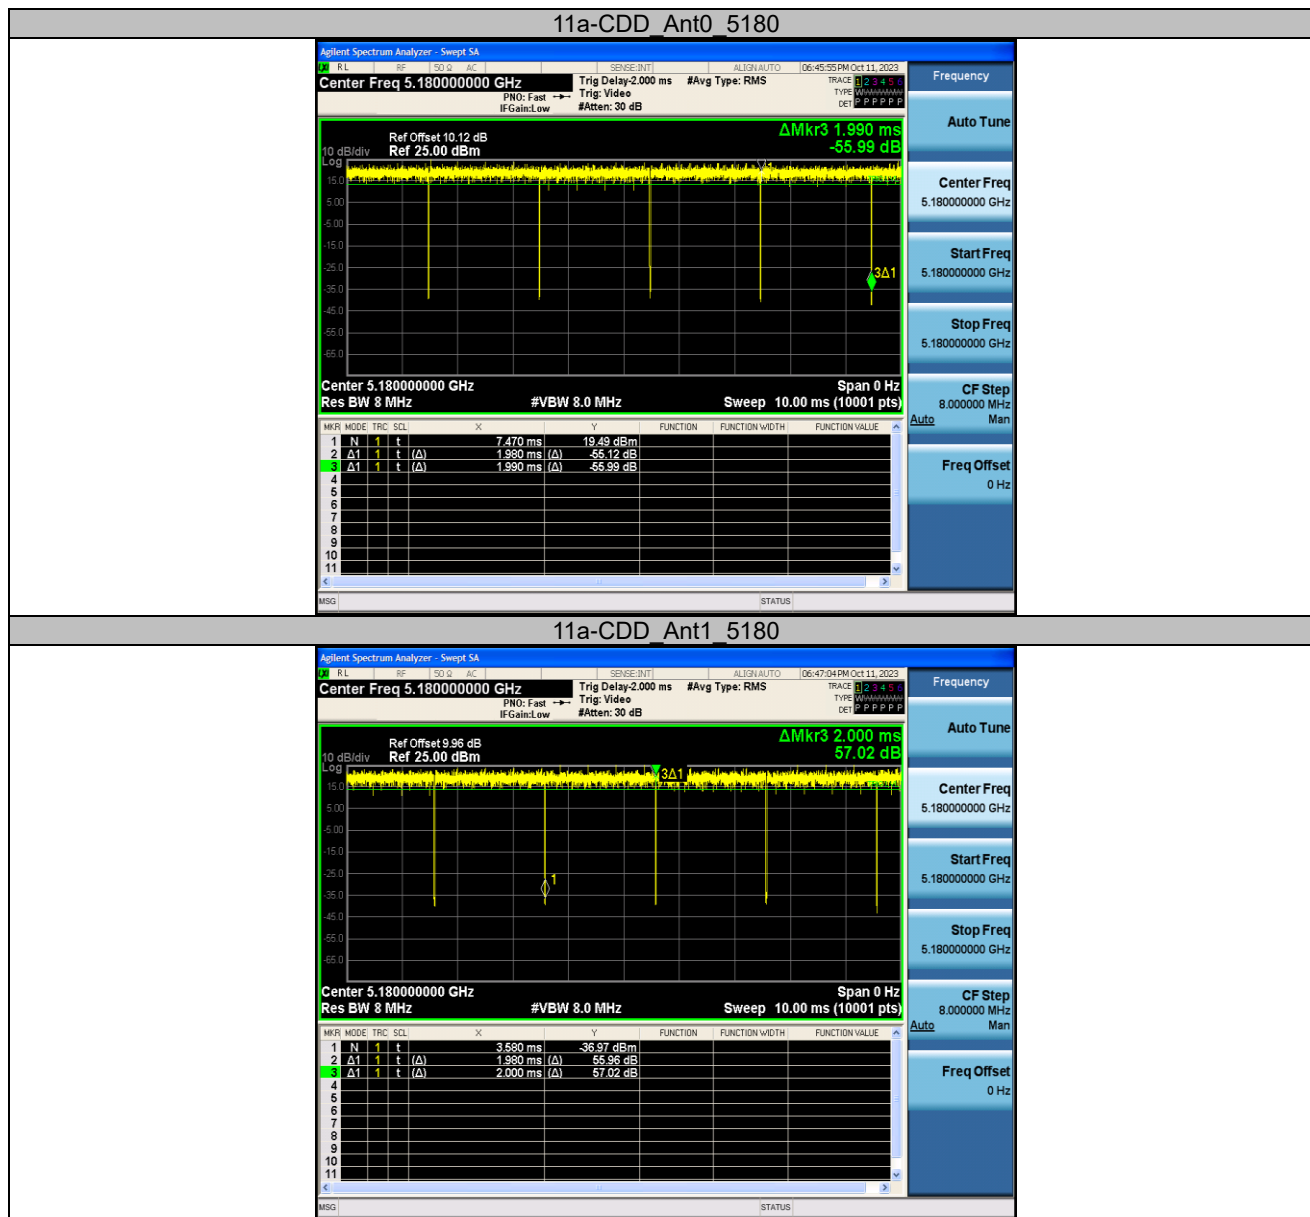 11a-CDD_Ant0_5180
Agilent Spectrum Analyzer - Swept SA
LXI RL RF 50 Ω AC SENSE:INT ALIGNAUTO 06:45:55 PM Oct 11, 2023
Center Freq 5.180000000 GHz
Trig Delay-2.000 ms #Avg Type: RMS
PNO: Fast Trig: Video
IFGain:Low #Atten: 30 dB
TRACE 1 2 3 4 5 6
TYPE
DET P P P P P P
Ref Offset 10.12 dB
10 dB/div Ref 25.00 dBm
ΔMkr3 1.990 ms
-55.99 dB
Log
15.0
5.00
-5.00
-15.0
-25.0
3Δ1
-35.0
-45.0
-55.0
-65.0
Center 5.180000000 GHz Span 0 Hz
Res BW 8 MHz #VBW 8.0 MHz Sweep 10.00 ms (10001 pts)
MKR MODE TRC SCL X Y FUNCTION FUNCTION WIDTH FUNCTION VALUE
1 N 1 t 7.470 ms 19.49 dBm
2 Δ1 1 t (Δ) 1.980 ms (Δ) -55.12 dB
3 Δ1 1 t (Δ) 1.990 ms (Δ) -55.99 dB
4
5
6
7
8
9
10
11
MSG STATUS
Frequency
Auto Tune
Center Freq
5.180000000 GHz
Start Freq
5.180000000 GHz
Stop Freq
5.180000000 GHz
CF Step
8.000000 MHz
Auto Man
Freq Offset
0 Hz
11a-CDD_Ant1_5180
Agilent Spectrum Analyzer - Swept SA
LXI RL RF 50 Ω AC SENSE:INT ALIGNAUTO 06:47:04 PM Oct 11, 2023
Center Freq 5.180000000 GHz
Trig Delay-2.000 ms #Avg Type: RMS
PNO: Fast Trig: Video
IFGain:Low #Atten: 30 dB
TRACE 1 2 3 4 5 6
TYPE
DET P P P P P P
Ref Offset 9.96 dB
10 dB/div Ref 25.00 dBm
ΔMkr3 2.000 ms
57.02 dB
Log
3Δ1
15.0
5.00
-5.00
-15.0
-25.0
1
-35.0
-45.0
-55.0
-65.0
Center 5.180000000 GHz Span 0 Hz
Res BW 8 MHz #VBW 8.0 MHz Sweep 10.00 ms (10001 pts)
MKR MODE TRC SCL X Y FUNCTION FUNCTION WIDTH FUNCTION VALUE
1 N 1 t 3.580 ms -36.97 dBm
2 Δ1 1 t (Δ) 1.980 ms (Δ) 55.96 dB
3 Δ1 1 t (Δ) 2.000 ms (Δ) 57.02 dB
4
5
6
7
8
9
10
11
MSG STATUS
Frequency
Auto Tune
Center Freq
5.180000000 GHz
Start Freq
5.180000000 GHz
Stop Freq
5.180000000 GHz
CF Step
8.000000 MHz
Auto Man
Freq Offset
0 Hz